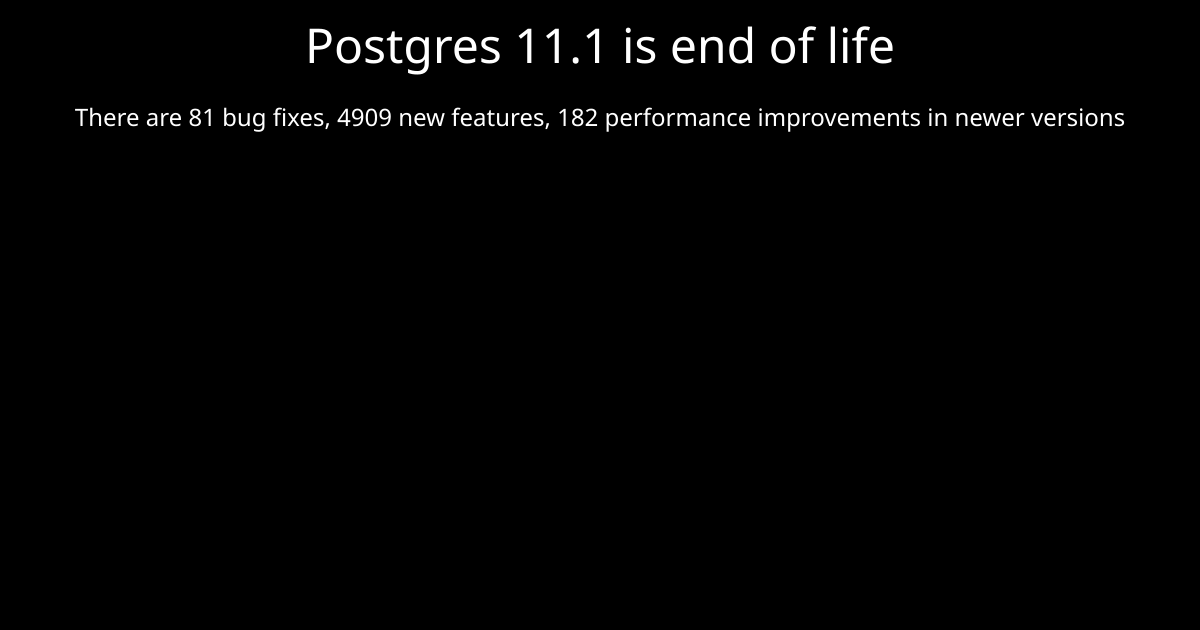 Postgres 11.1 is end of life
There are 81 bug fixes, 4909 new features, 182 performance improvements in newer versions